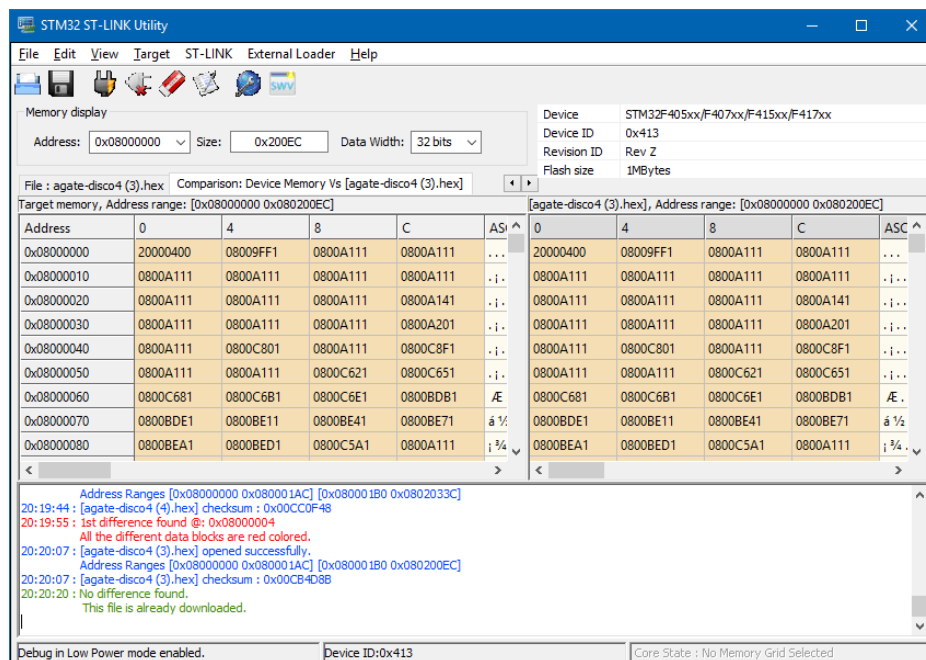 STM32 ST-LINK Utility
File Edit View Target ST-LINK External Loader Help
SWV
Memory display
Address: 0x08000000 Size: 0x200EC Data Width: 32 bits
Device STM32F405xx/F407xx/F415xx/F417xx
Device ID 0x413
Revision ID Rev Z
Flash size 1MBytes
File : agate-disco4 (3).hex Comparison: Device Memory Vs [agate-disco4 (3).hex]
Target memory, Address range: [0x08000000 0x080200EC] [agate-disco4 (3).hex], Address range: [0x08000000 0x080200EC]
Address 0 4 8 C ASC 0 4 8 C ASC
0x08000000 20000400 08009FF1 0800A111 0800A111 ... 20000400 08009FF1 0800A111 0800A111 ...
0x08000010 0800A111 0800A111 0800A111 0800A111 .¡. 0800A111 0800A111 0800A111 0800A111 .¡..
0x08000020 0800A111 0800A111 0800A111 0800A141 .¡. 0800A111 0800A111 0800A111 0800A141 .¡..
0x08000030 0800A111 0800A111 0800A111 0800A201 .¡. 0800A111 0800A111 0800A111 0800A201 .¡..
0x08000040 0800A111 0800C801 0800A111 0800C8F1 .¡. 0800A111 0800C801 0800A111 0800C8F1 .¡..
0x08000050 0800A111 0800A111 0800C621 0800C651 .¡. 0800A111 0800A111 0800C621 0800C651 .¡..
0x08000060 0800C681 0800C6B1 0800C6E1 0800BDB1 Æ 0800C681 0800C6B1 0800C6E1 0800BDB1 Æ .
0x08000070 0800BDE1 0800BE11 0800BE41 0800BE71 á ½ 0800BDE1 0800BE11 0800BE41 0800BE71 á ½
0x08000080 0800BEA1 0800BED1 0800C5A1 0800A111 ¡ ¾ 0800BEA1 0800BED1 0800C5A1 0800A111 ¡ ¾ .
Address Ranges [0x08000000 0x080001AC] [0x080001B0 0x0802033C]
20:19:44 : [agate-disco4 (4).hex] checksum : 0x00CC0F48
20:19:55 : 1st difference found @: 0x08000004
All the different data blocks are red colored.
20:20:07 : [agate-disco4 (3).hex] opened successfully.
Address Ranges [0x08000000 0x080001AC] [0x080001B0 0x080200EC]
20:20:07 : [agate-disco4 (3).hex] checksum : 0x00CB4D8B
20:20:20 : No difference found.
This file is already downloaded.
Debug in Low Power mode enabled. Device ID:0x413 Core State : No Memory Grid Selected